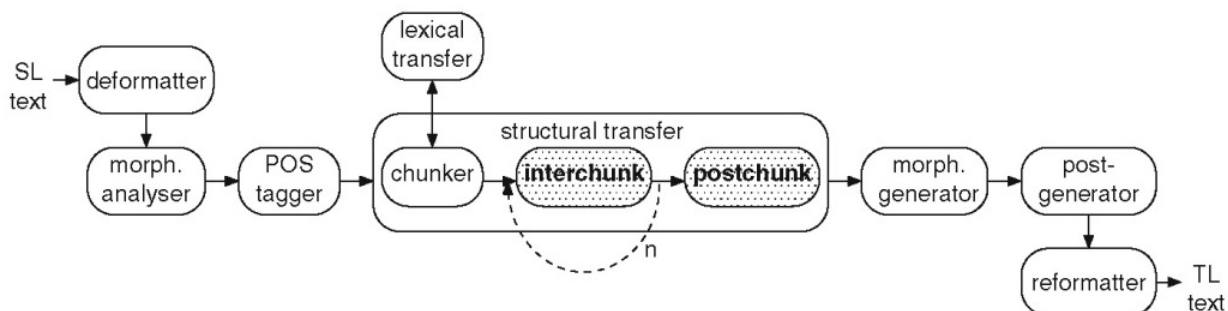 SL
text
deformatter
morph.
analyser
POS
tagger
lexical
transfer
structural transfer
chunker
interchunk
postchunk
n
morph.
generator
post-
generator
reformatter
TL
text